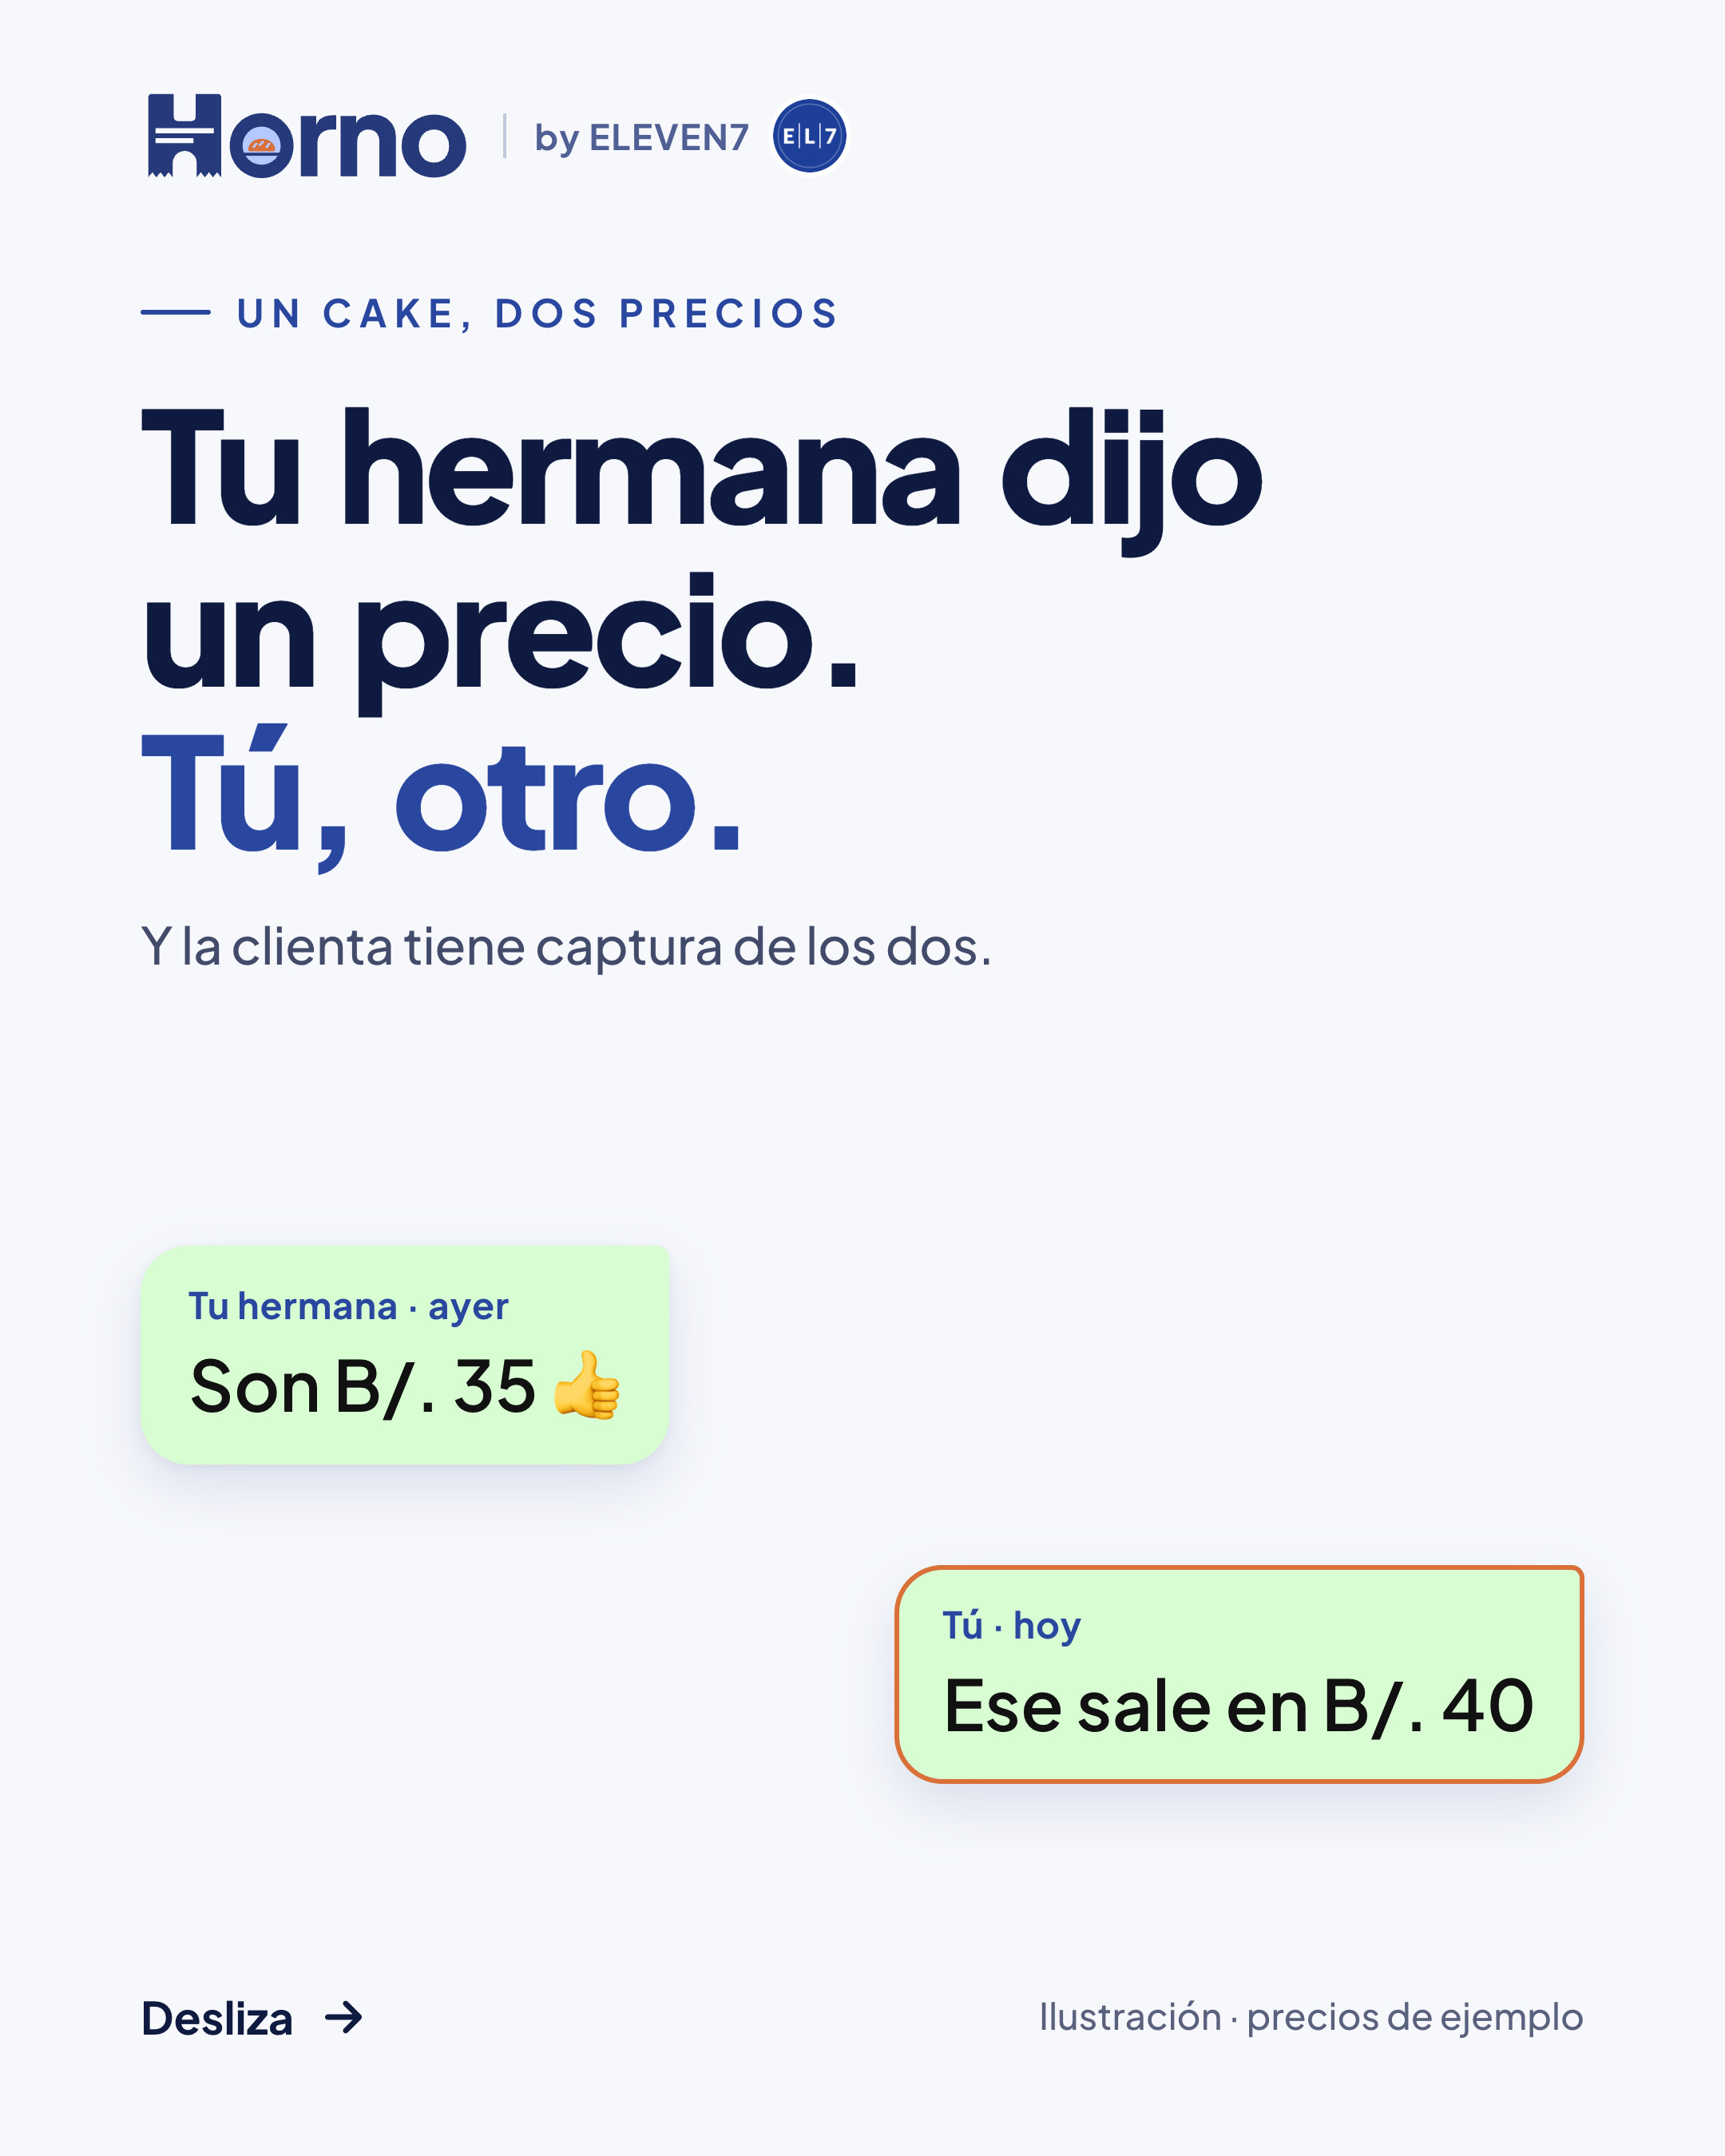 Horno by ELEVEN7 E|L|7
UN CAKE, DOS PRECIOS
Tu hermana dijo
un precio.
Tú, otro.
Y la clienta tiene captura de los dos.
Tu hermana · ayer
Son B/. 35 👍
Tú · hoy
Ese sale en B/. 40
Desliza →
Ilustración · precios de ejemplo